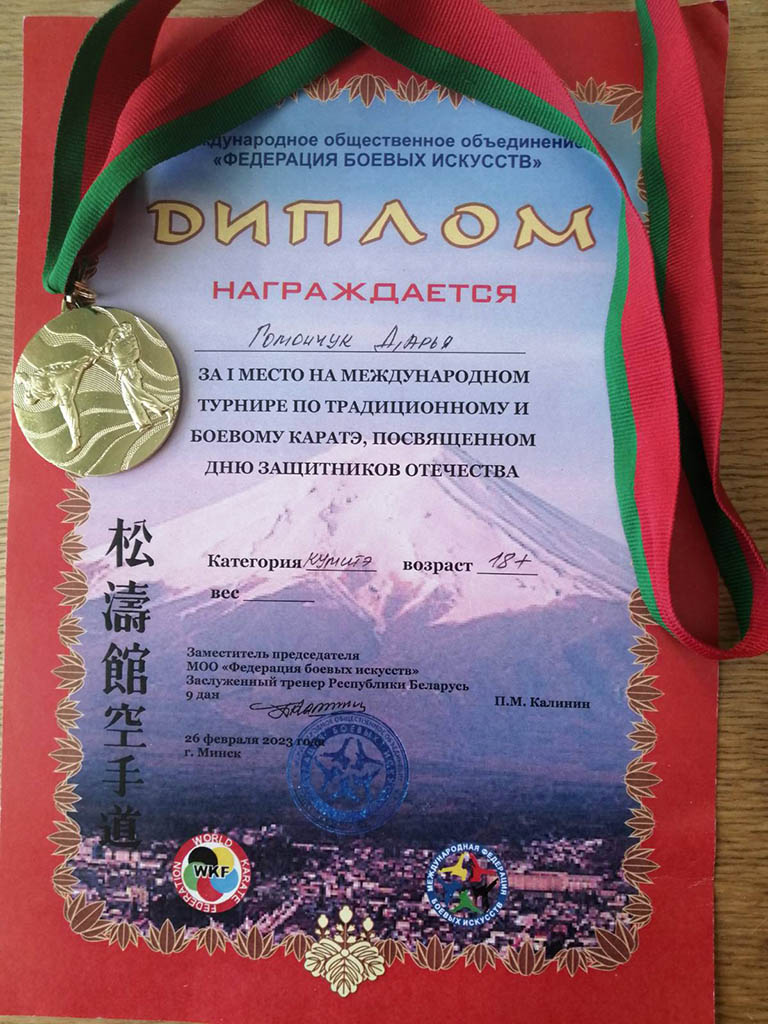 ждународное общественное объединение
«ФЕДЕРАЦИЯ БОЕВЫХ ИСКУССТВ»
ДИПЛОМ
НАГРАЖДАЕТСЯ
Дарья
ЗА I МЕСТО НА МЕЖДУНАРОДНОМ
ТУРНИРЕ ПО ТРАДИЦИОННОМУ И
БОЕВОМУ КАРАТЭ, ПОСВЯЩЕННОМ
ДНЮ ЗАЩИТНИКОВ ОТЕЧЕСТВА
松濤館空手道
Категория кумитэ возраст 18+
вес
Заместитель председателя
МОО «Федерация боевых искусств»
Заслуженный тренер Республики Беларусь
9 дан
П.М. Калинин
26 февраля 2023 года
г. Минск
WORLD KARATE FEDERATION
WKF
МЕЖДУНАРОДНАЯ ФЕДЕРАЦИЯ
БОЕВЫХ ИСКУССТВ